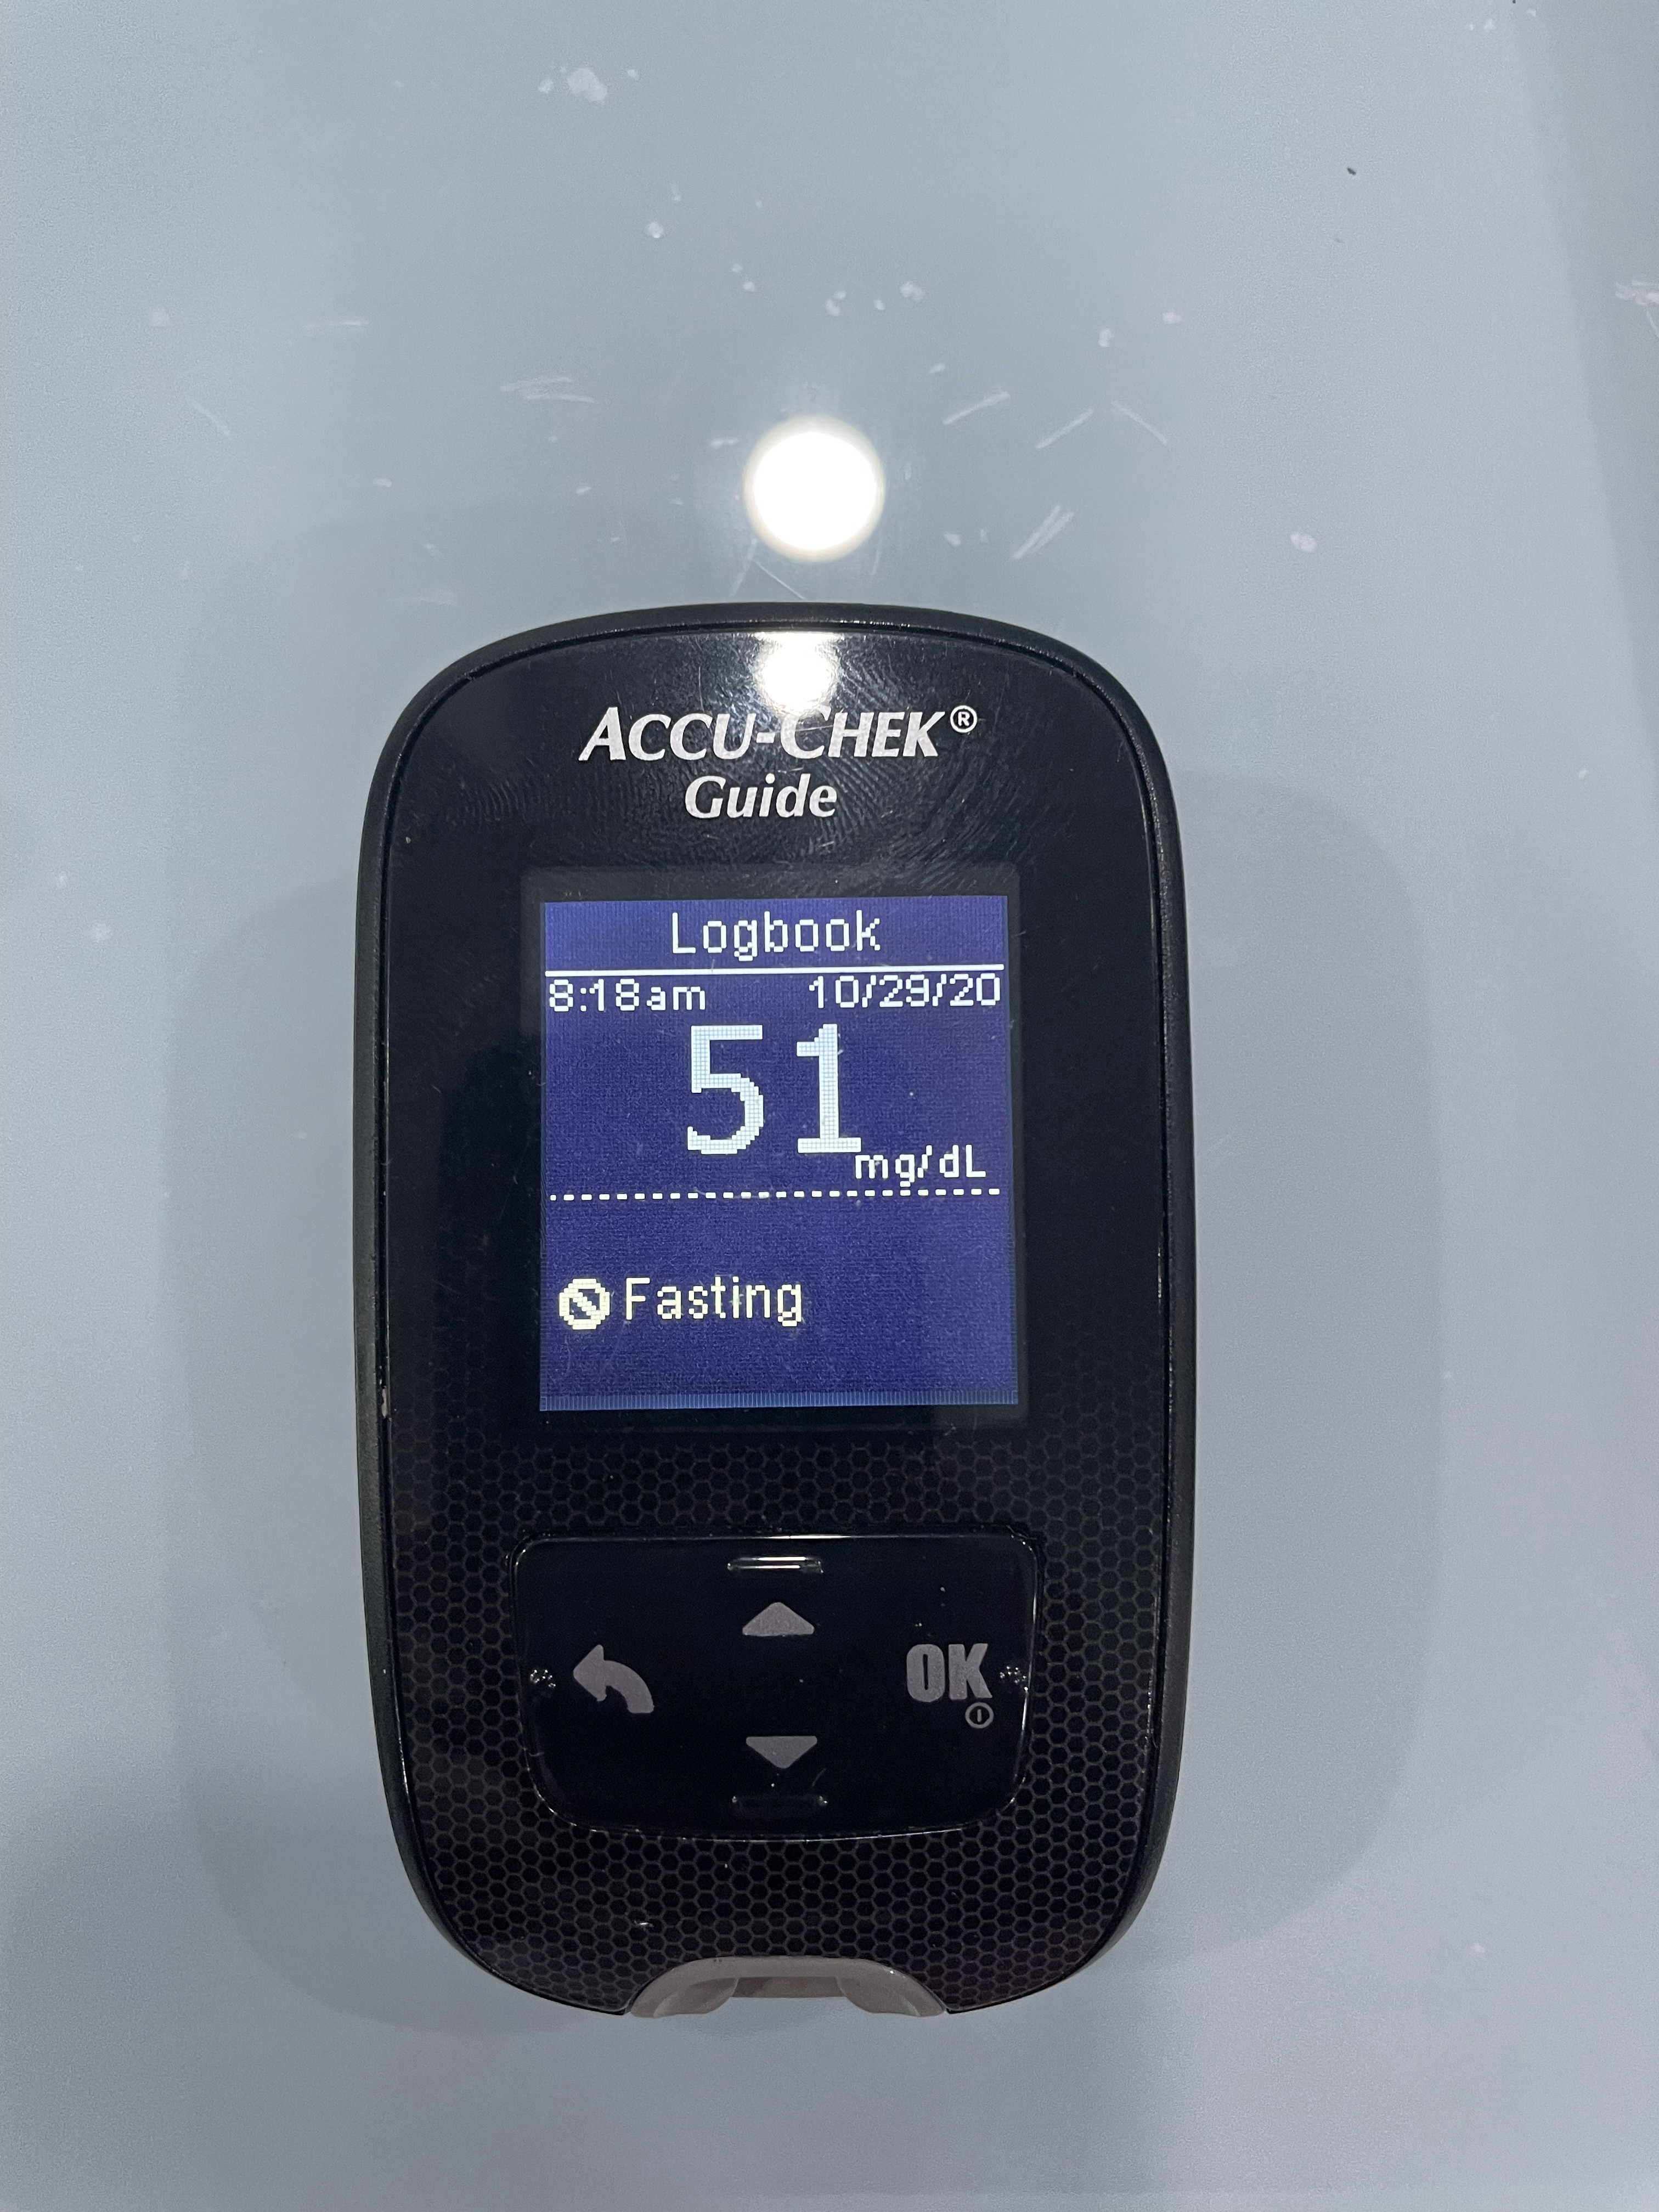 ACCU-CHEK®
Guide
Logbook
8:18am 10/29/20
51
mg/dL
Fasting
OK